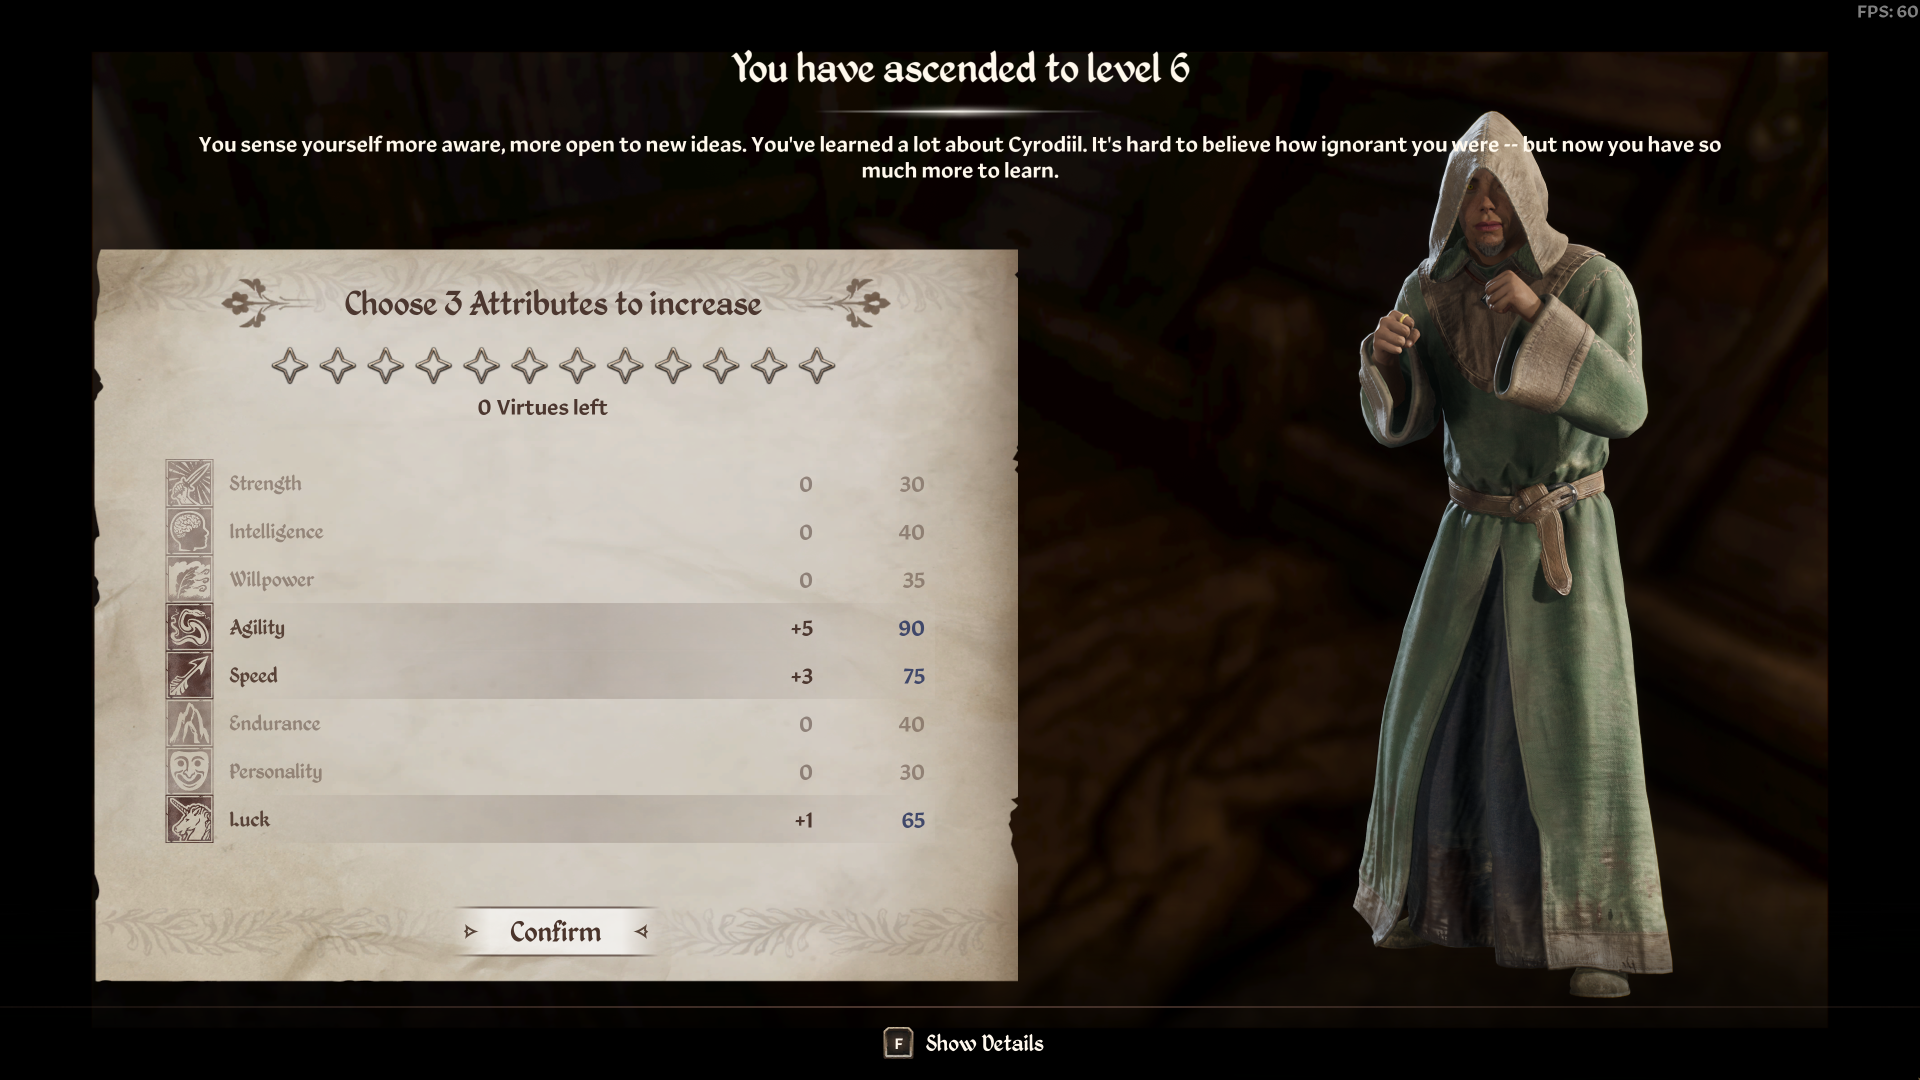 FPS: 60
You have ascended to level 6
You sense yourself more aware, more open to new ideas. You've learned a lot about Cyrodiil. It's hard to believe how ignorant you were -- but now you have so
much more to learn.
Choose 3 Attributes to increase
0 Virtues left
Strength 0 30
Intelligence 0 40
Willpower 0 35
Agility +5 90
Speed +3 75
Endurance 0 40
Personality 0 30
Luck +1 65
Confirm
F Show Details